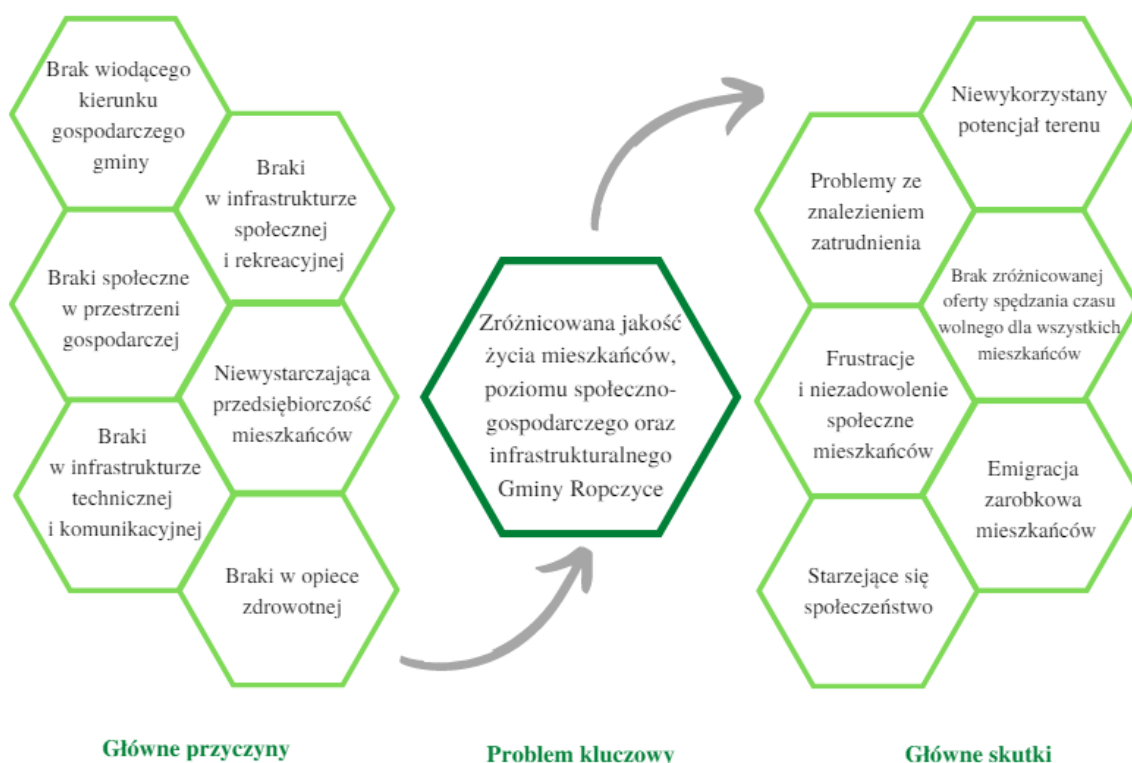 Brak wiodącego
kierunku
gospodarczego
gminy
Braki
w infrastrukturze
społecznej
i rekreacyjnej
Braki społeczne
w przestrzeni
gospodarczej
Niewystarczająca
przedsiębiorczość
mieszkańców
Braki
w infrastrukturze
technicznej
i komunikacyjnej
Braki w opiece
zdrowotnej
Główne przyczyny
Zróżnicowana jakość
życia mieszkańców,
poziomu społeczno-
gospodarczego oraz
infrastrukturalnego
Gminy Ropczyce
Problem kluczowy
Niewykorzystany
potencjał terenu
Problemy ze
znalezieniem
zatrudnienia
Brak zróżnicowanej
oferty spędzania czasu
wolnego dla wszystkich
mieszkańców
Frustracje
i niezadowolenie
społeczne
mieszkańców
Emigracja
zarobkowa
mieszkańców
Starzejące się
społeczeństwo
Główne skutki